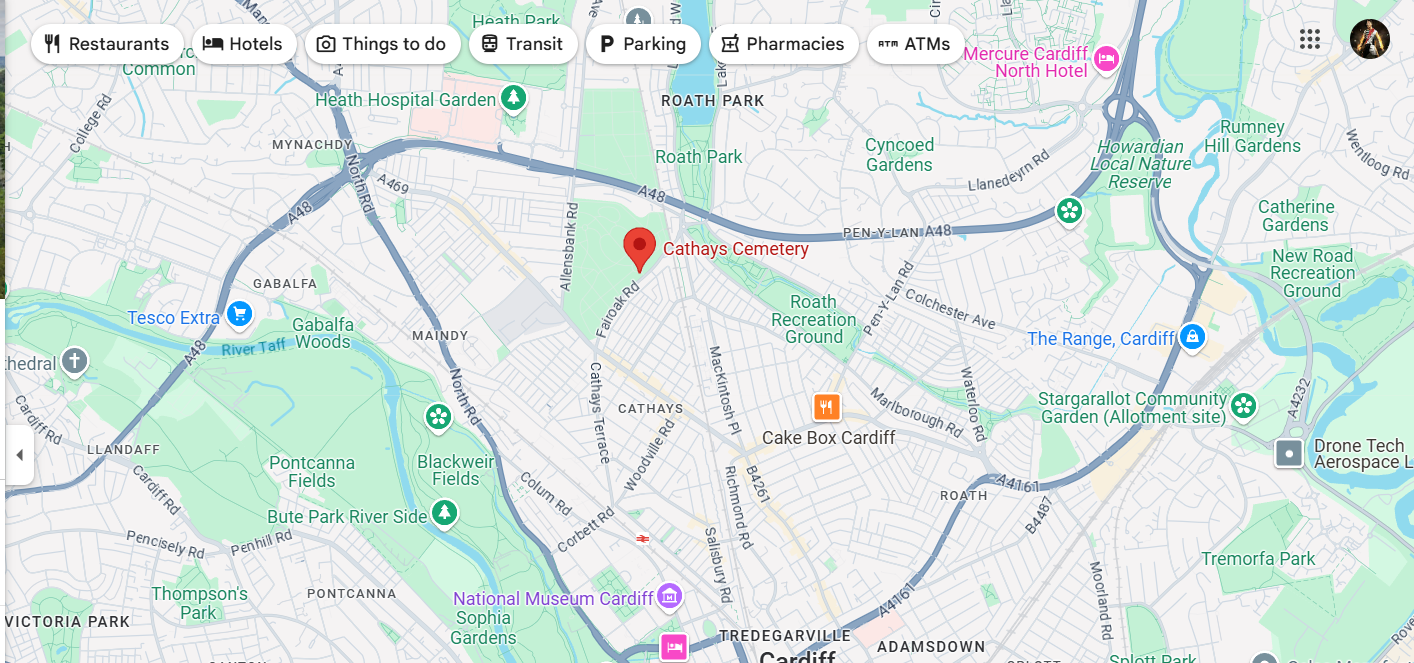 Restaurants
Hotels
Things to do
Transit
Parking
Pharmacies
ATM ATMs
Heath Park
Common
Mercure Cardiff
North Hotel
Heath Hospital Garden
ROATH PARK
College Rd
MYNACHDY
North Rd
A469
A48
Roath Park
Cyncoed
Gardens
Llanedeyrn Rd
Howardian
Local Nature
Reserve
Rumney
Hill Gardens
Wentloog Rd
A48
A48
PEN-Y-LAN
A48
Catherine
Gardens
Allensbank Rd
Cathays Cemetery
New Road
Recreation
Ground
GABALFA
Fairoak Rd
Roath
Recreation
Ground
Pen-Y-Lan Rd
Colchester Ave
Tesco Extra
Gabalfa
Woods
River Taff
MAINDY
The Range, Cardiff
A48
thedral
Cathays Terrace
MacKintosh Pl
Marlborough Rd
Waterloo Rd
A4232
North Rd
CATHAYS
Cake Box Cardiff
Stargarallot Community
Garden (Allotment site)
Cardiff Rd
LLANDAFF
Woodville Rd
Drone Tech
Aerospace L
Pontcanna
Fields
Blackweir
Fields
Cardiff Rd
Colum Rd
Richmond Rd
B4261
ROATH
A4161
B4487
Bute Park River Side
Corbett Rd
Pencisely Rd
Penhill Rd
Salisbury Rd
Tremorfa Park
Moorland Rd
Thompson's
Park
PONTCANNA
National Museum Cardiff
Sophia
Gardens
A4161
VICTORIA PARK
TREDEGARVILLE
Cardiff
ADAMSDOWN
Splott Park